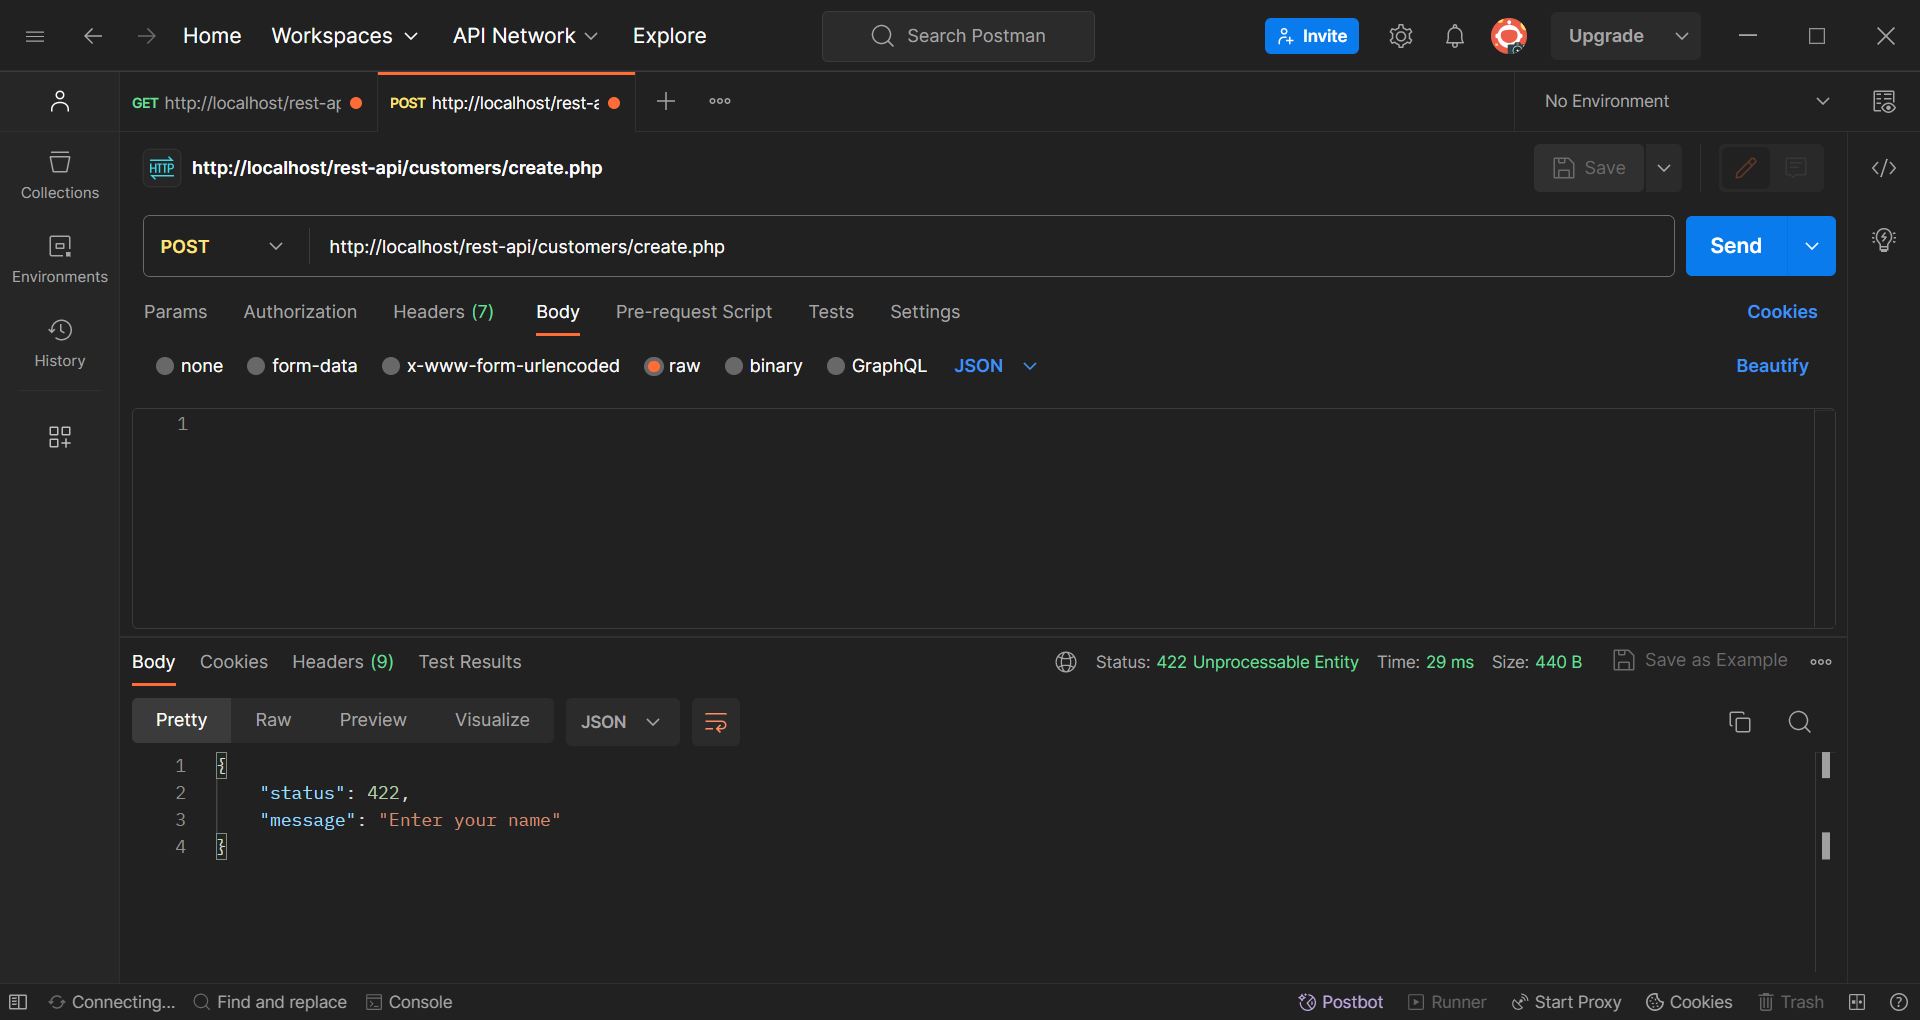 Home Workspaces API Network Explore Search Postman Invite Upgrade
GET http://localhost/rest-ap POST http://localhost/rest-a No Environment
HTTP http://localhost/rest-api/customers/create.php Save
Collections
Environments
History
POST http://localhost/rest-api/customers/create.php Send
Params Authorization Headers (7) Body Pre-request Script Tests Settings Cookies
none form-data x-www-form-urlencoded raw binary GraphQL JSON Beautify
1
Body Cookies Headers (9) Test Results Status: 422 Unprocessable Entity Time: 29 ms Size: 440 B Save as Example
Pretty Raw Preview Visualize JSON
1 {
2 "status": 422,
3 "message": "Enter your name"
4 }
Connecting... Find and replace Console Postbot Runner Start Proxy Cookies Trash